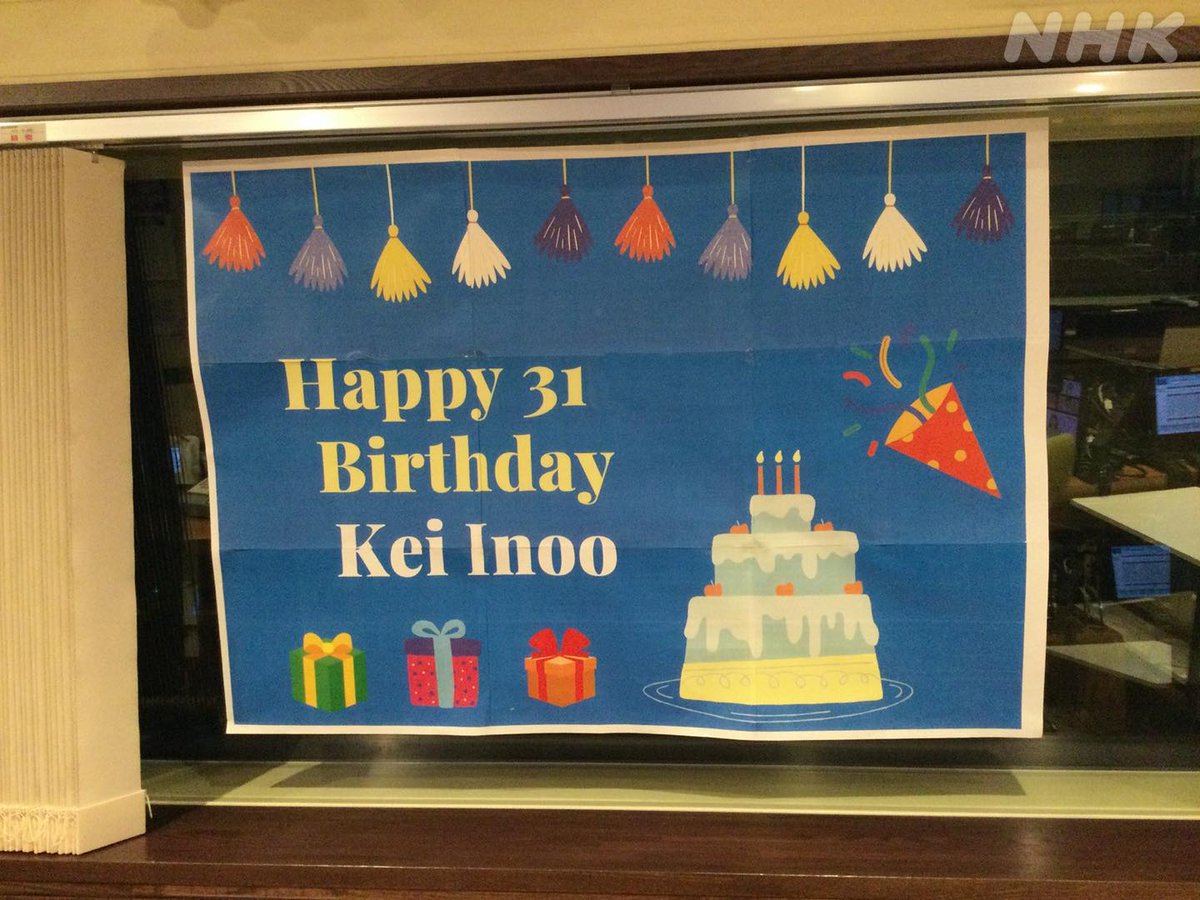 NHK
Happy 31
Birthday
Kei Inoo